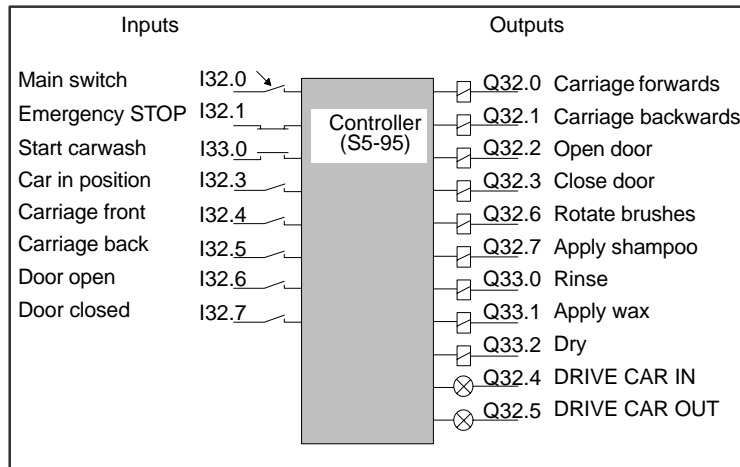 Inputs Outputs
Main switch I32.0 Q32.0 Carriage forwards
Emergency STOP I32.1 Controller Q32.1 Carriage backwards
Start carwash I33.0 (S5-95) Q32.2 Open door
Car in position I32.3 Q32.3 Close door
Carriage front I32.4 Q32.6 Rotate brushes
Carriage back I32.5 Q32.7 Apply shampoo
Door open I32.6 Q33.0 Rinse
Door closed I32.7 Q33.1 Apply wax
Q33.2 Dry
Q32.4 DRIVE CAR IN
Q32.5 DRIVE CAR OUT